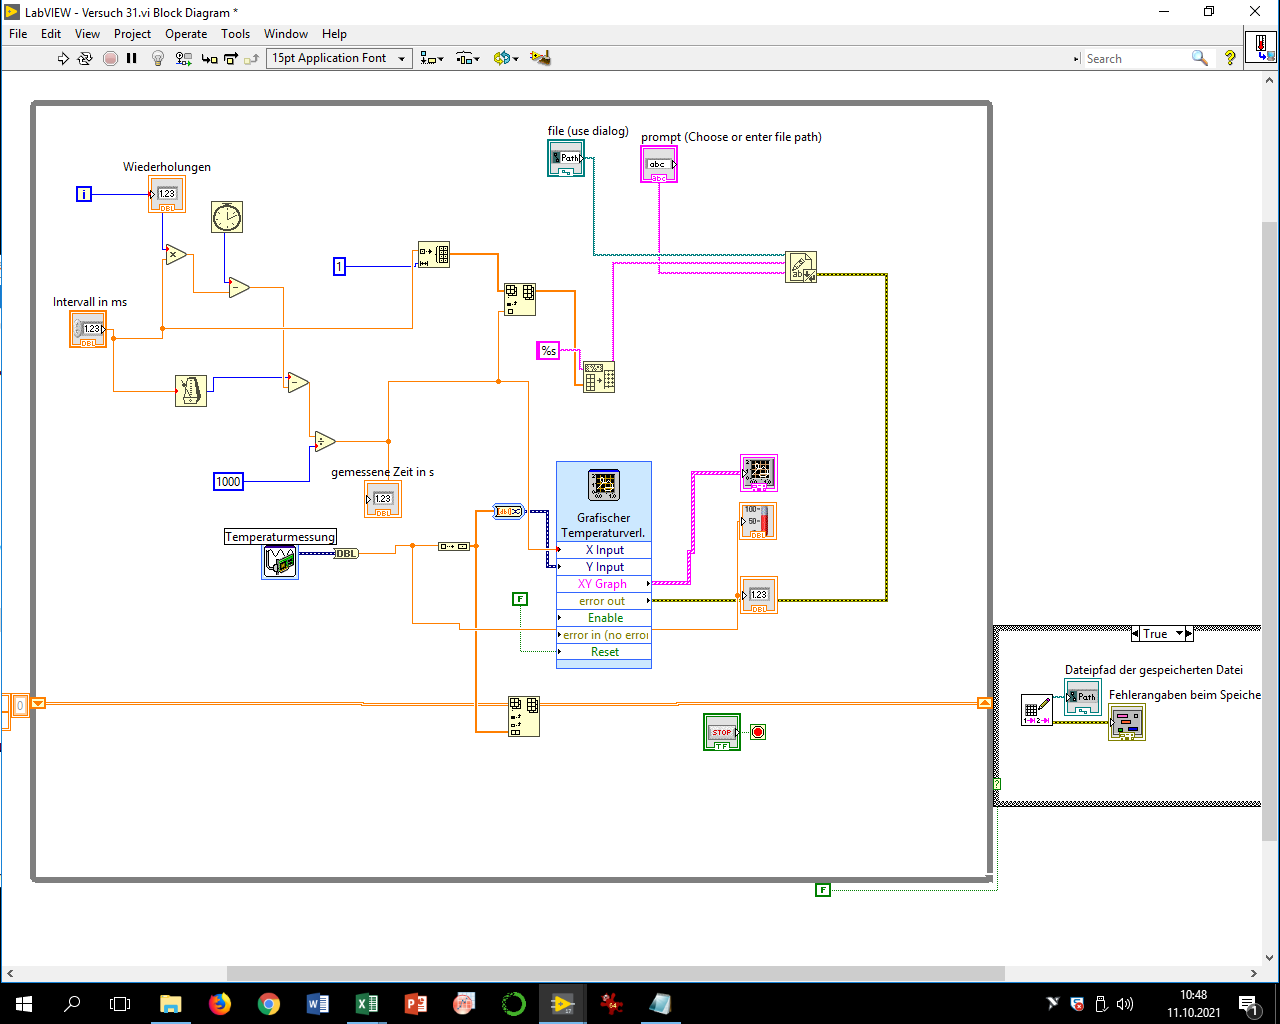 LabVIEW - Versuch 31.vi Block Diagram *
File Edit View Project Operate Tools Window Help
15pt Application Font
Search
file (use dialog)
prompt (Choose or enter file path)
Path
abc
abc
Wiederholungen
i
1.23
DBL
1
Intervall in ms
1.23
DBL
%s
1000
gemessene Zeit in s
1.23
DBL
Temperaturmessung
DBL
Grafischer
Temperaturverl.
X Input
Y Input
XY Graph
error out
Enable
error in (no erro
Reset
F
100
50
DBL
1.23
DBL
True
Dateipfad der gespeicherten Datei
Path
Fehlerangaben beim Speiche
0
STOP
TF
?
F
10:48
11.10.2021
1